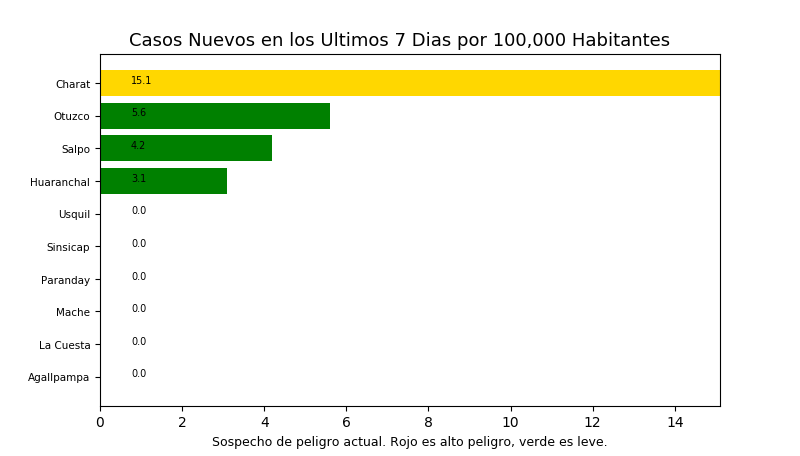 Casos Nuevos en los Ultimos 7 Dias por 100,000 Habitantes
Charat 15.1
Otuzco 5.6
Salpo 4.2
Huaranchal 3.1
Usquil 0.0
Sinsicap 0.0
Paranday 0.0
Mache 0.0
La Cuesta 0.0
Agallpampa 0.0
0 2 4 6 8 10 12 14
Sospecho de peligro actual. Rojo es alto peligro, verde es leve.